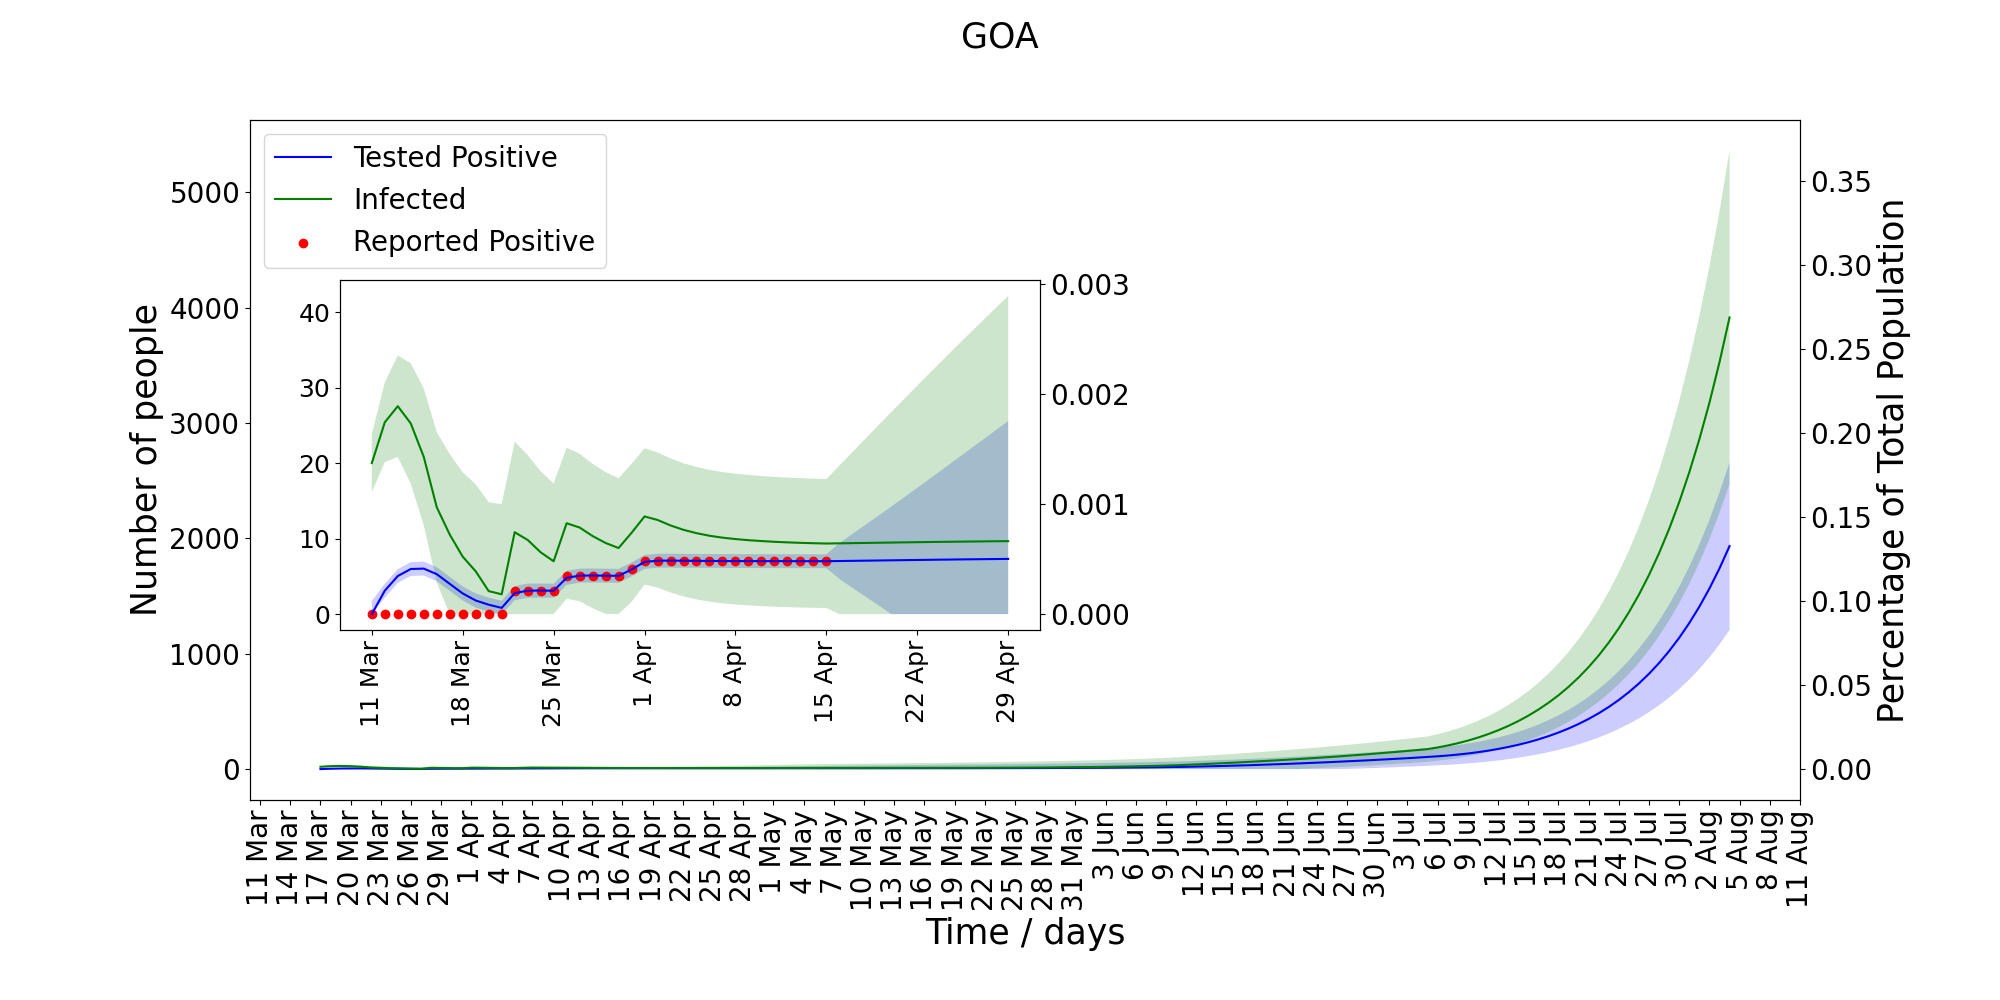 GOA
Tested Positive
Infected
Reported Positive
Number of people
5000
4000
3000
2000
1000
0
0.35
0.30
0.25
0.20
0.15
0.10
0.05
0.00
Percentage of Total Population
40
30
20
10
0
0.003
0.002
0.001
0.000
11 Mar
18 Mar
25 Mar
1 Apr
8 Apr
15 Apr
22 Apr
29 Apr
11 Mar
14 Mar
17 Mar
20 Mar
23 Mar
26 Mar
29 Mar
1 Apr
4 Apr
7 Apr
10 Apr
13 Apr
16 Apr
19 Apr
22 Apr
25 Apr
28 Apr
1 May
4 May
7 May
10 May
13 May
16 May
19 May
22 May
25 May
28 May
31 May
3 Jun
6 Jun
9 Jun
12 Jun
15 Jun
18 Jun
21 Jun
24 Jun
27 Jun
30 Jun
3 Jul
6 Jul
9 Jul
12 Jul
15 Jul
18 Jul
21 Jul
24 Jul
27 Jul
30 Jul
2 Aug
5 Aug
8 Aug
11 Aug
Time / days